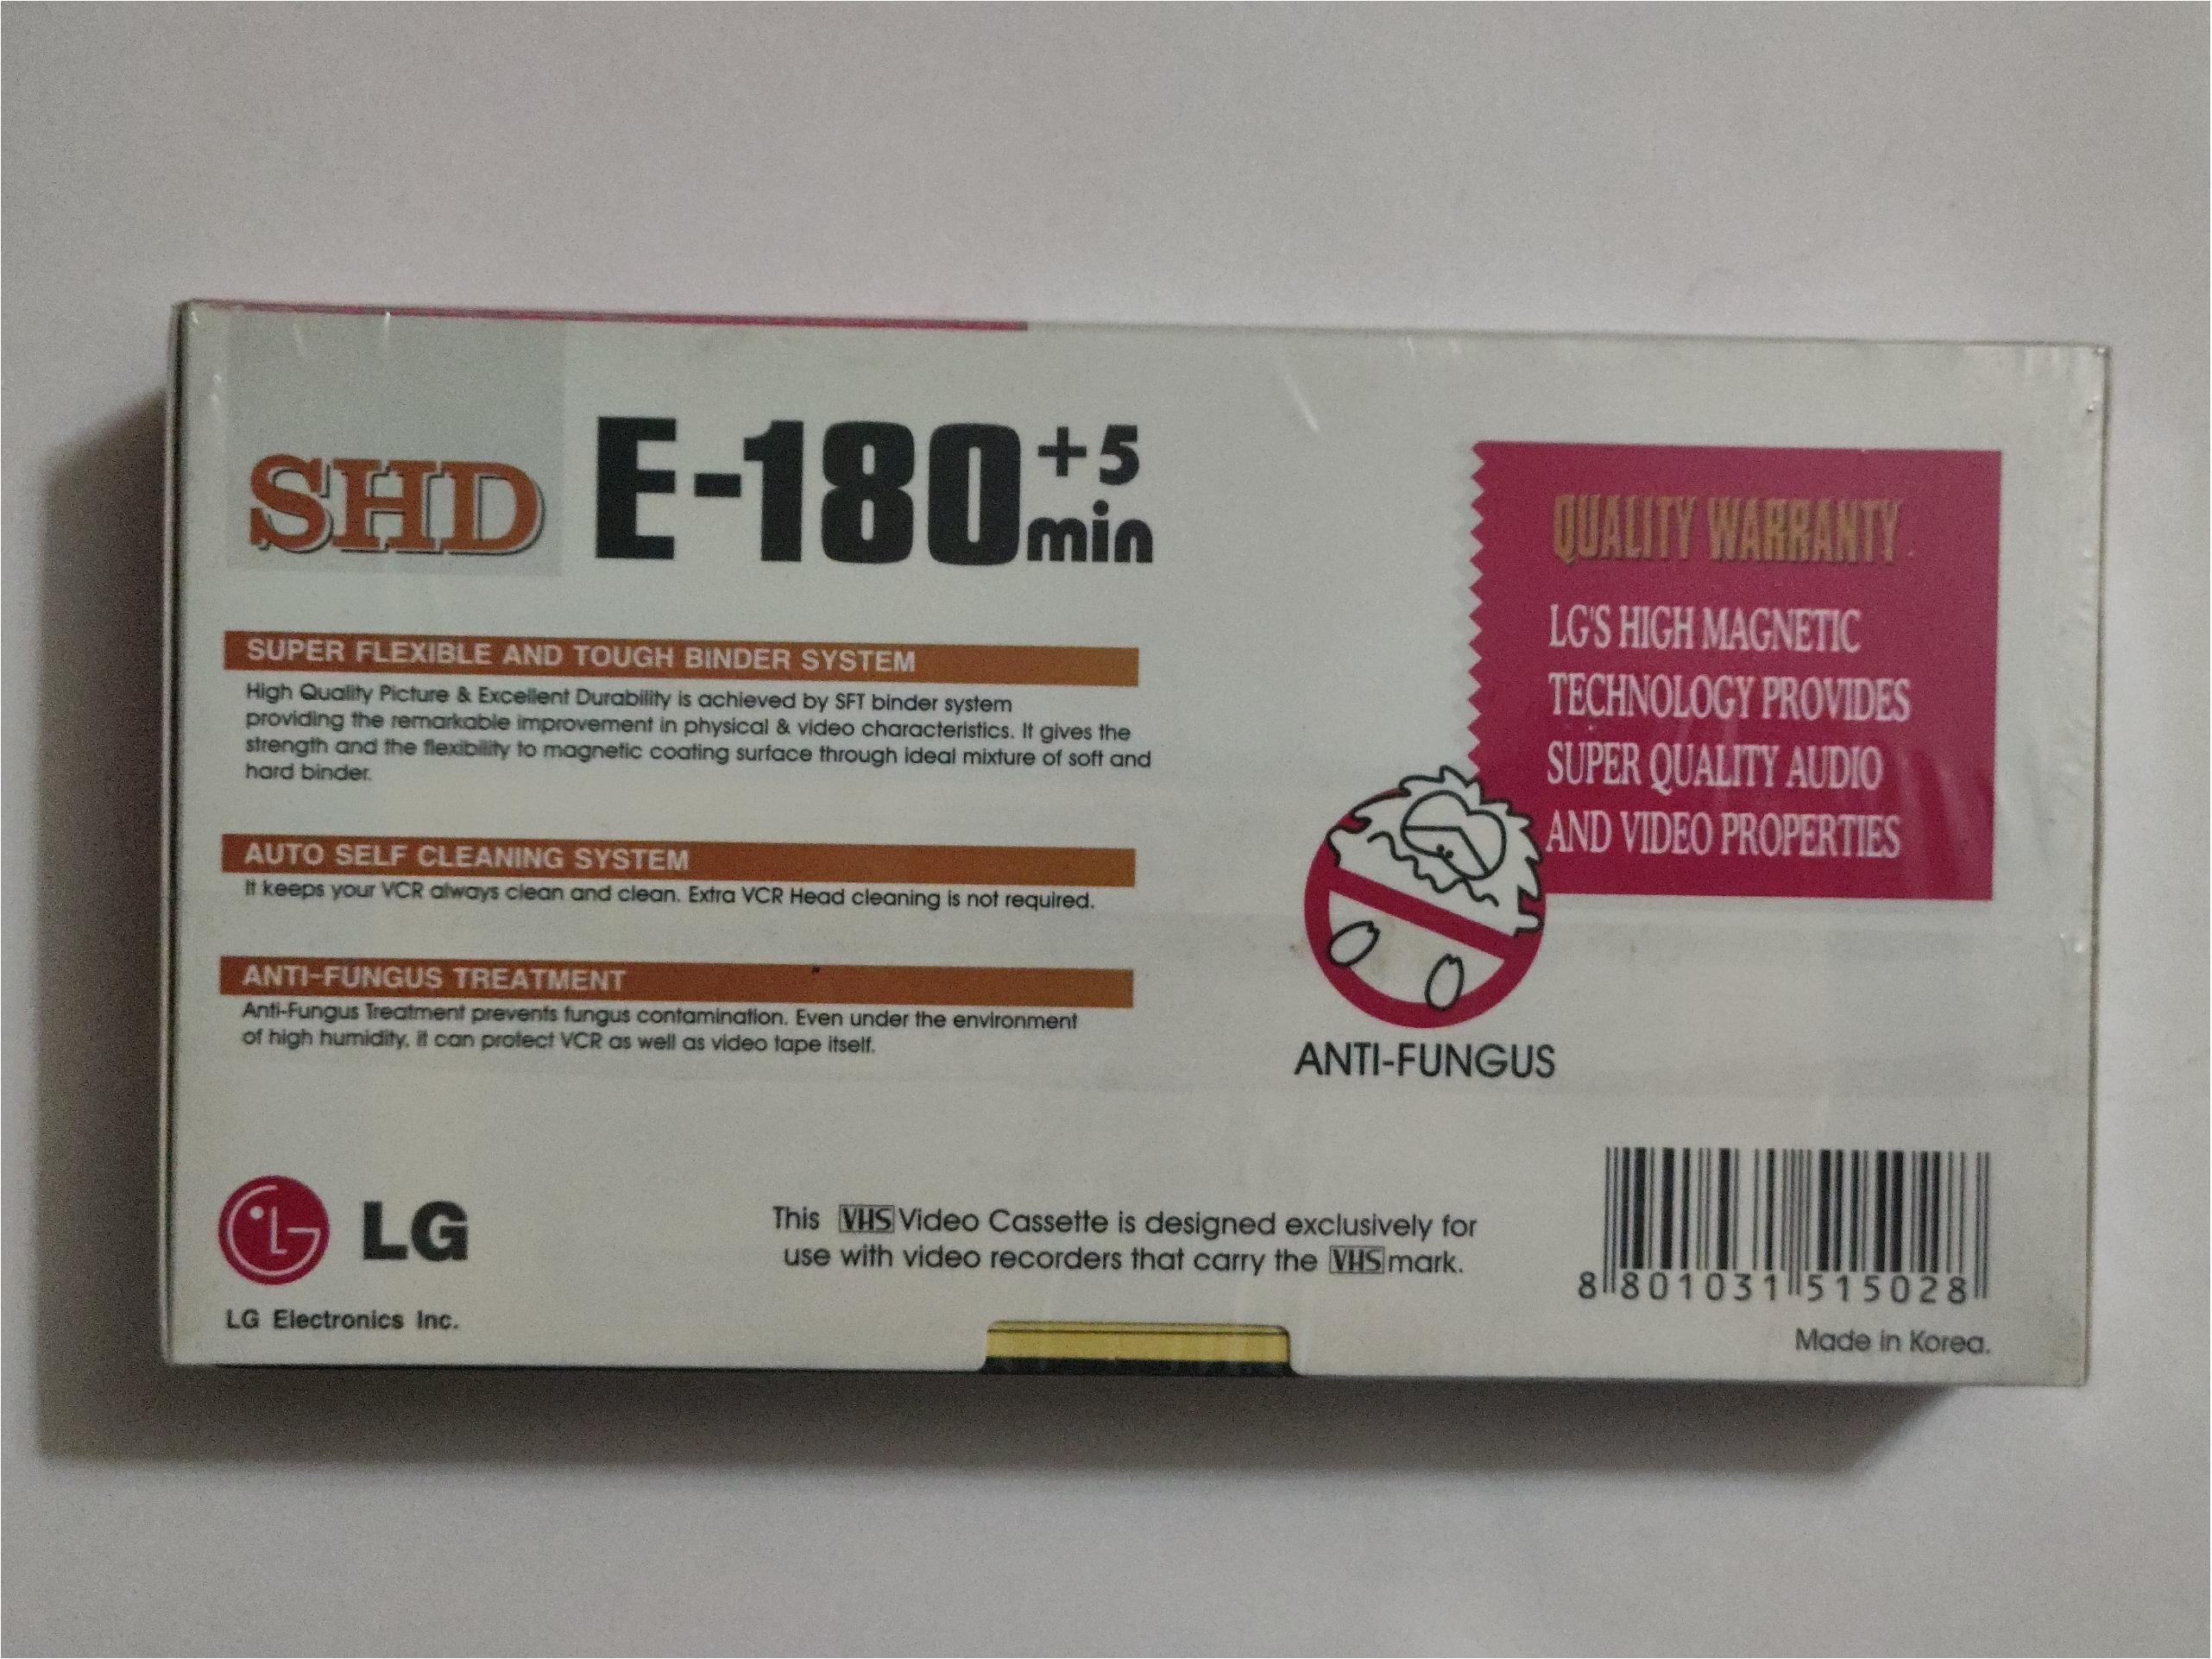 SHD E-180 +5 min
SUPER FLEXIBLE AND TOUGH BINDER SYSTEM
High Quality Picture & Excellent Durability is achieved by SFT binder system
providing the remarkable improvement in physical & video characteristics. It gives the
strength and the flexibility to magnetic coating surface through ideal mixture of soft and
hard binder.
AUTO SELF CLEANING SYSTEM
It keeps your VCR always clean and clean. Extra VCR Head cleaning is not required.
ANTI-FUNGUS TREATMENT
Anti-Fungus Treatment prevents fungus contamination. Even under the environment
of high humidity, it can protect VCR as well as video tape itself.
QUALITY WARRANTY
LG'S HIGH MAGNETIC
TECHNOLOGY PROVIDES
SUPER QUALITY AUDIO
AND VIDEO PROPERTIES
ANTI-FUNGUS
LG
LG Electronics Inc.
This VHS Video Cassette is designed exclusively for
use with video recorders that carry the VHS mark.
8 801031 515028
Made in Korea.